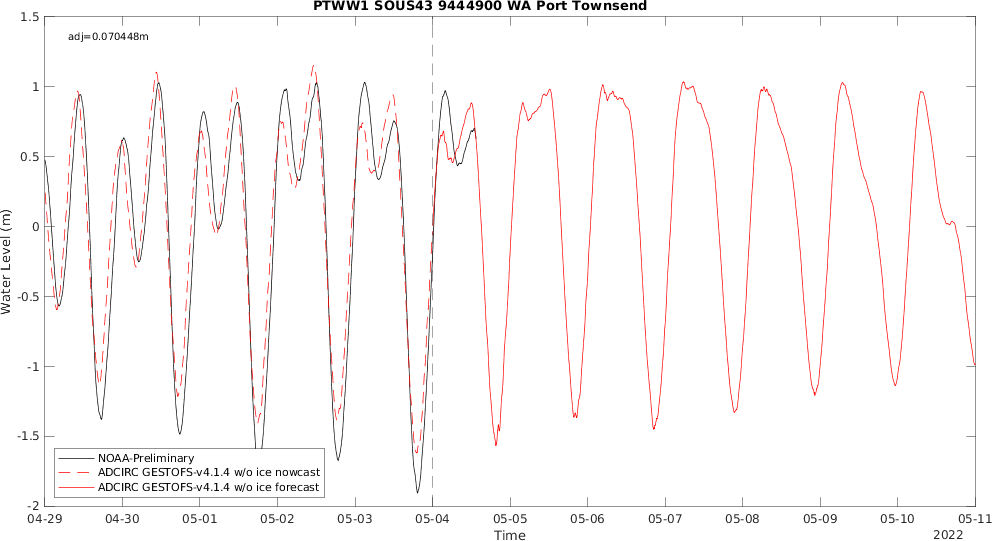 PTWW1 SOUS43 9444900 WA Port Townsend
adj=0.070448m
1.5
1
0.5
0
-0.5
-1
-1.5
-2
Water Level (m)
NOAA-Preliminary
ADCIRC GESTOFS-v4.1.4 w/o ice nowcast
ADCIRC GESTOFS-v4.1.4 w/o ice forecast
04-29 04-30 05-01 05-02 05-03 05-04 05-05 05-06 05-07 05-08 05-09 05-10 05-11
Time
2022